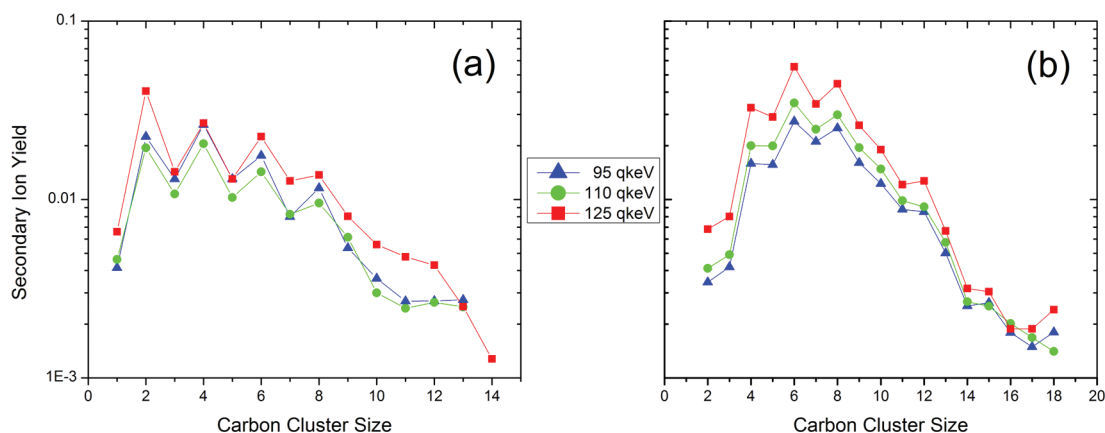 0.1
0.01
1E-3
Secondary Ion Yield
(a)
0 2 4 6 8 10 12 14
Carbon Cluster Size
95 qkeV
110 qkeV
125 qkeV
(b)
0 2 4 6 8 10 12 14 16 18 20
Carbon Cluster Size